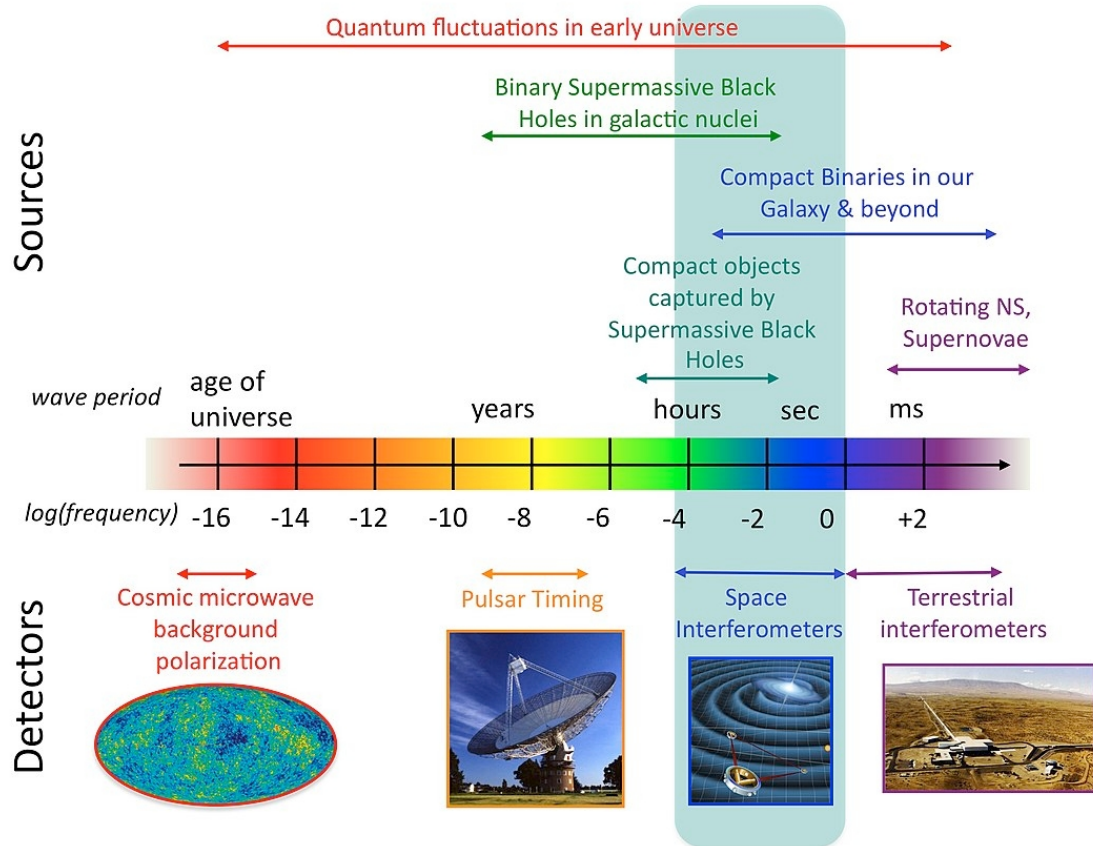 Sources
Quantum fluctuations in early universe
Binary Supermassive Black
Holes in galactic nuclei
Compact Binaries in our
Galaxy & beyond
Compact objects
captured by
Supermassive Black
Holes
Rotating NS,
Supernovae
wave period
age of
universe
years
hours
sec
ms
log(frequency)
-16 -14 -12 -10 -8 -6 -4 -2 0 +2
Detectors
Cosmic microwave
background
polarization
Pulsar Timing
Space
Interferometers
Terrestrial
interferometers